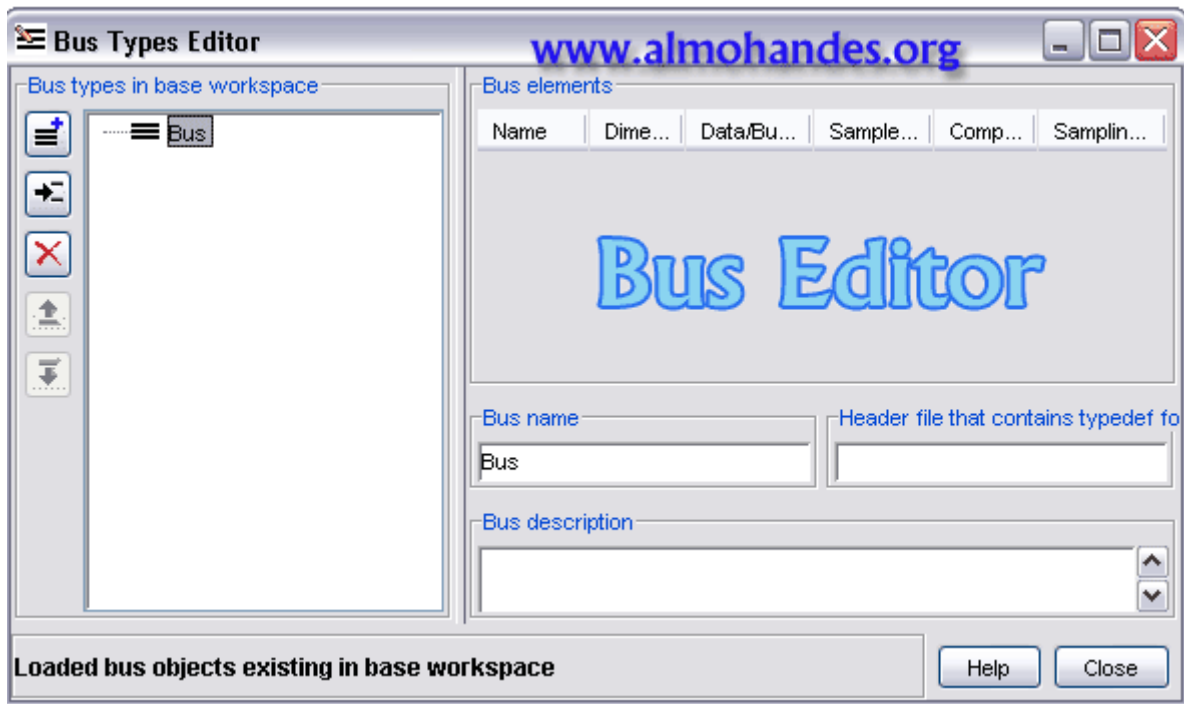 Bus Types Editor
www.almohandes.org
Bus types in base workspace
Bus
Bus elements
Name Dime... Data/Bu... Sample... Comp... Samplin...
Bus Editor
Bus name
Bus
Header file that contains typedef fo
Bus description
Loaded bus objects existing in base workspace
Help Close